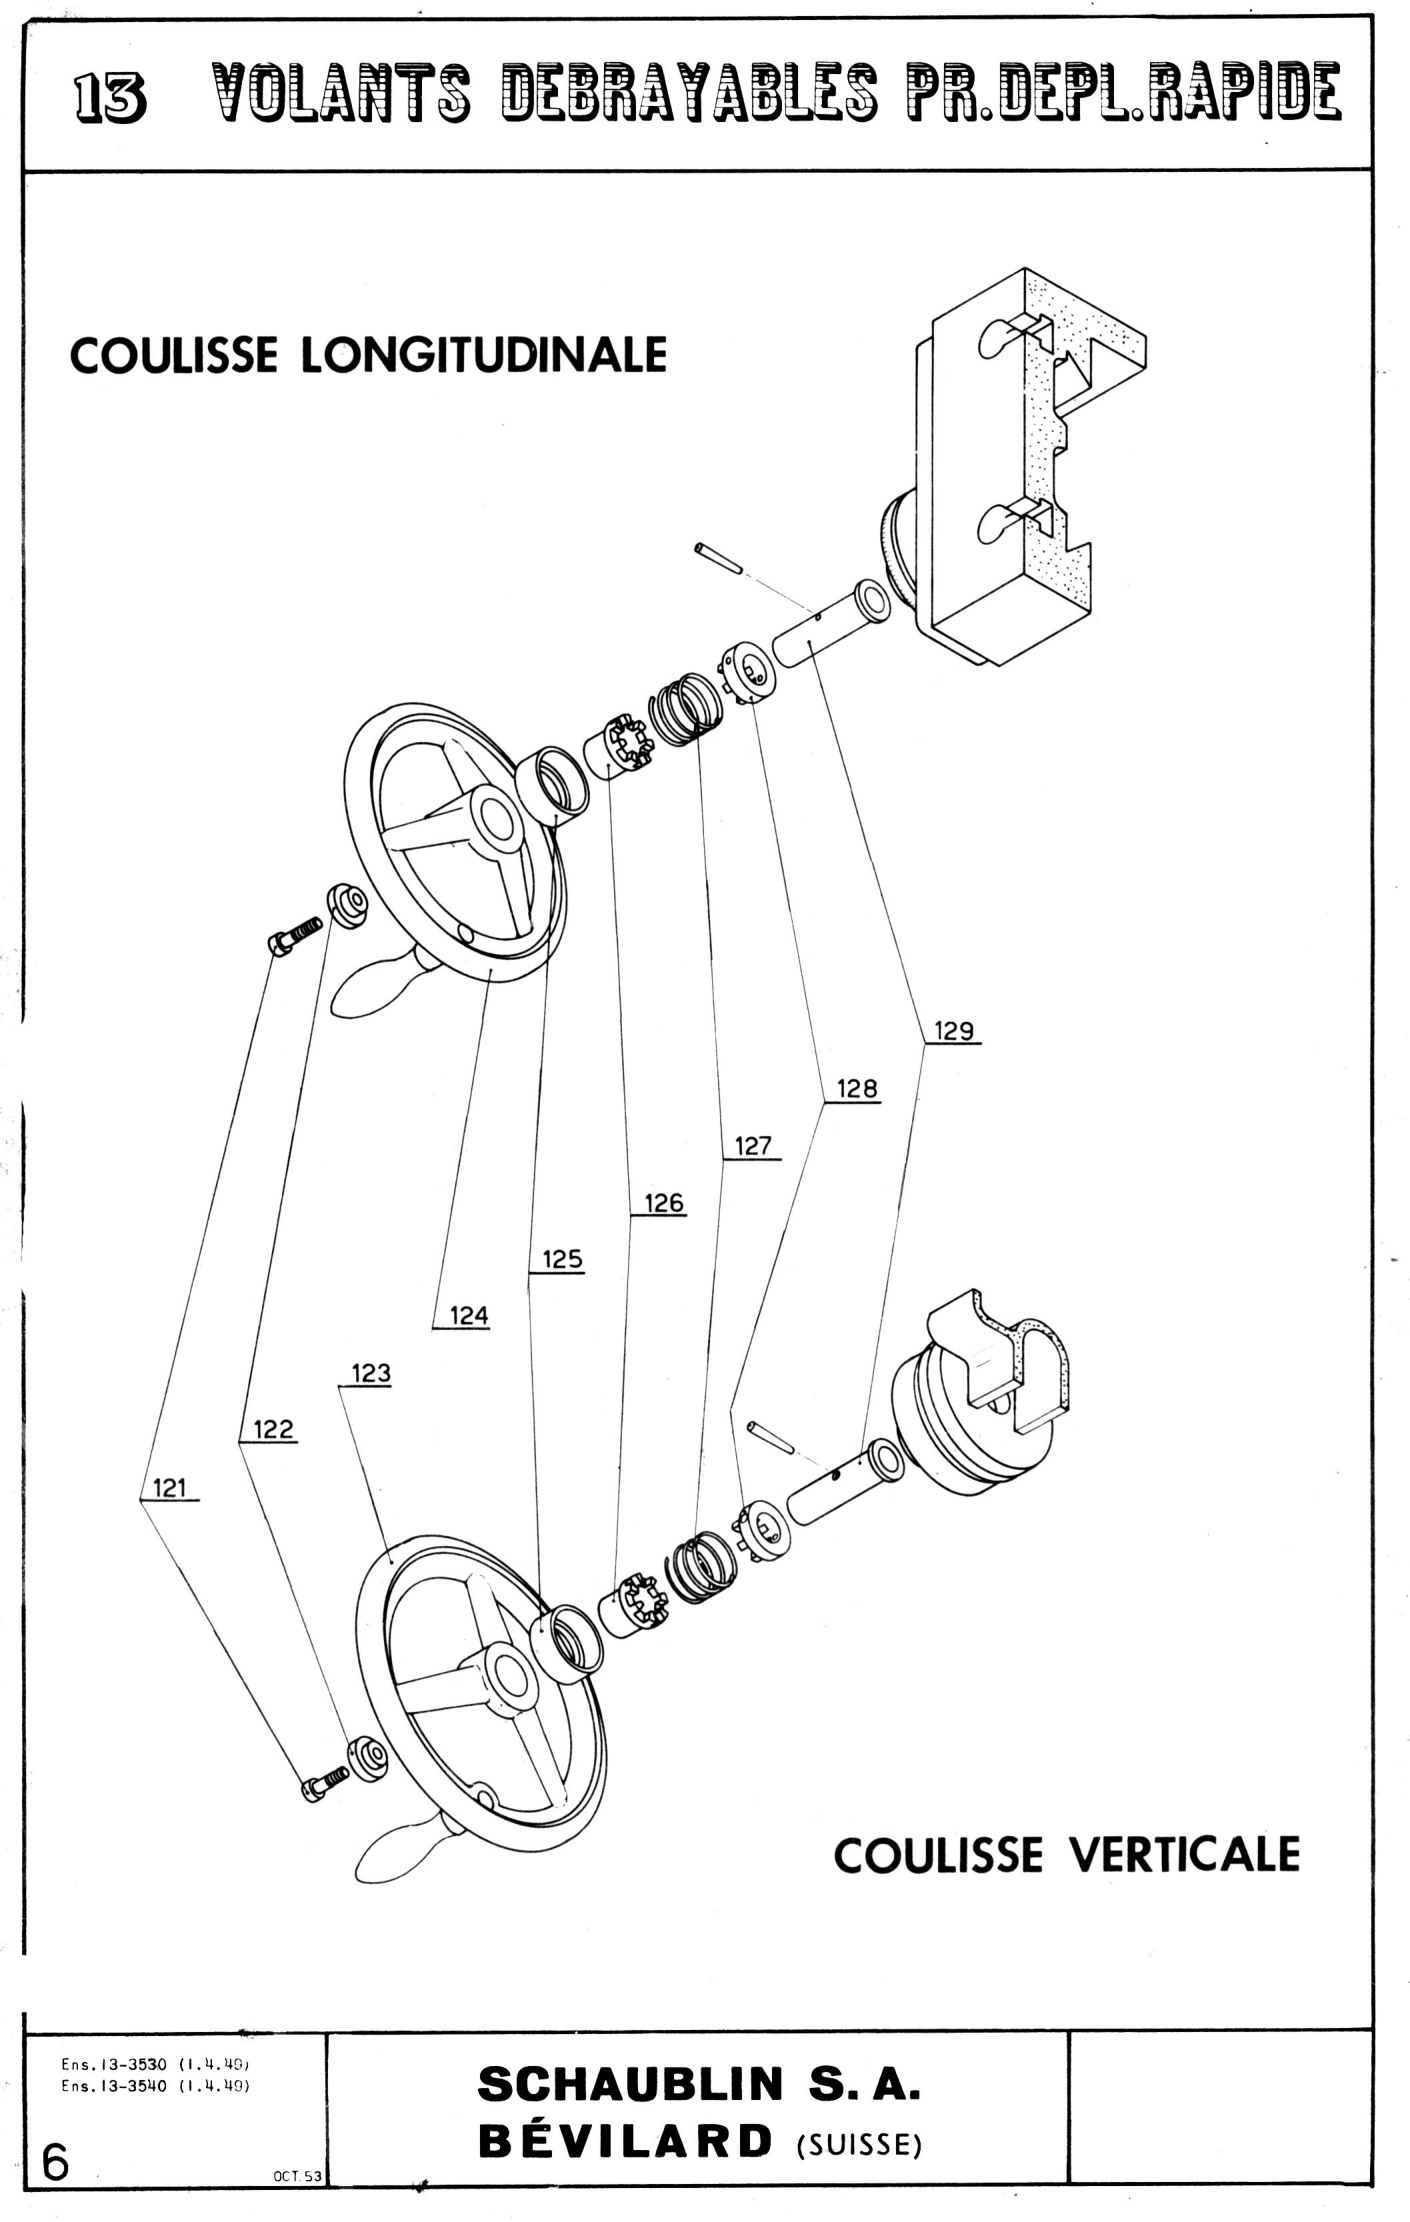 13 VOLANTS DEBRAYABLES PR.DEPL.RAPIDE
COULISSE LONGITUDINALE
129
128
127
126
125
124
123
122
121
COULISSE VERTICALE
Ens.13-3530 (1.4.49)
Ens.13-3540 (1.4.49)
6
OCT.53
SCHAUBLIN S.A.
BÉVILARD (SUISSE)